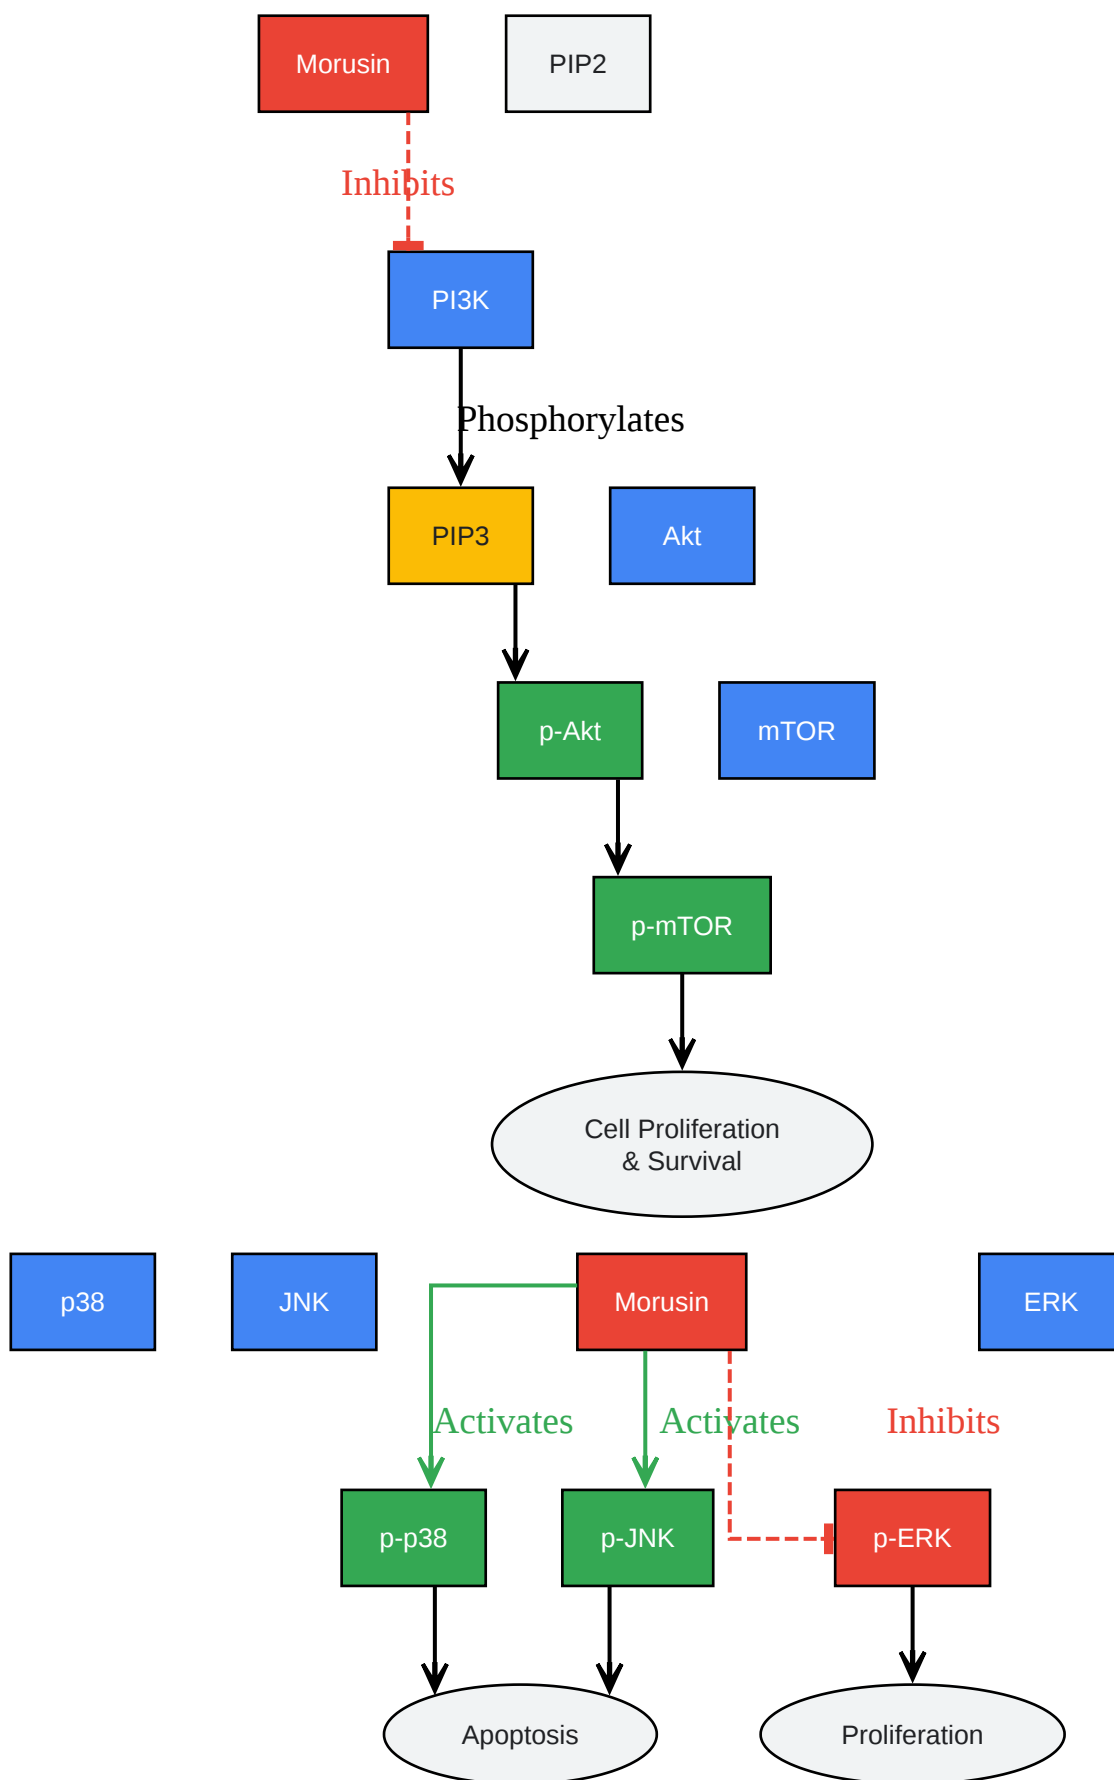 Morusin
PIP2
Inhibits
PI3K
Phosphorylates
PIP3
Akt
p-Akt
mTOR
p-mTOR
Cell Proliferation
& Survival
p38
JNK
Morusin
ERK
Activates
Activates
Inhibits
p-p38
p-JNK
p-ERK
Apoptosis
Proliferation